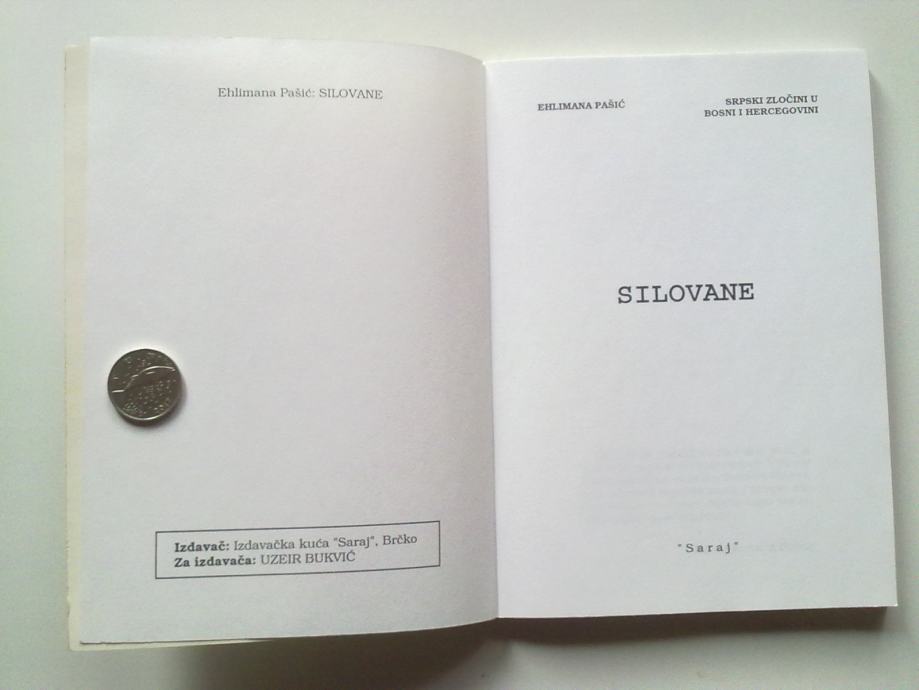 Ehlimana Pašić: SILOVANE
Izdavač: Izdavačka kuća "Saraj", Brčko
Za izdavača: UZEIR BUKVIĆ
EHLIMANA PAŠIĆ
SRPSKI ZLOČINI U
BOSNI I HERCEGOVINI
SILOVANE
"Saraj"